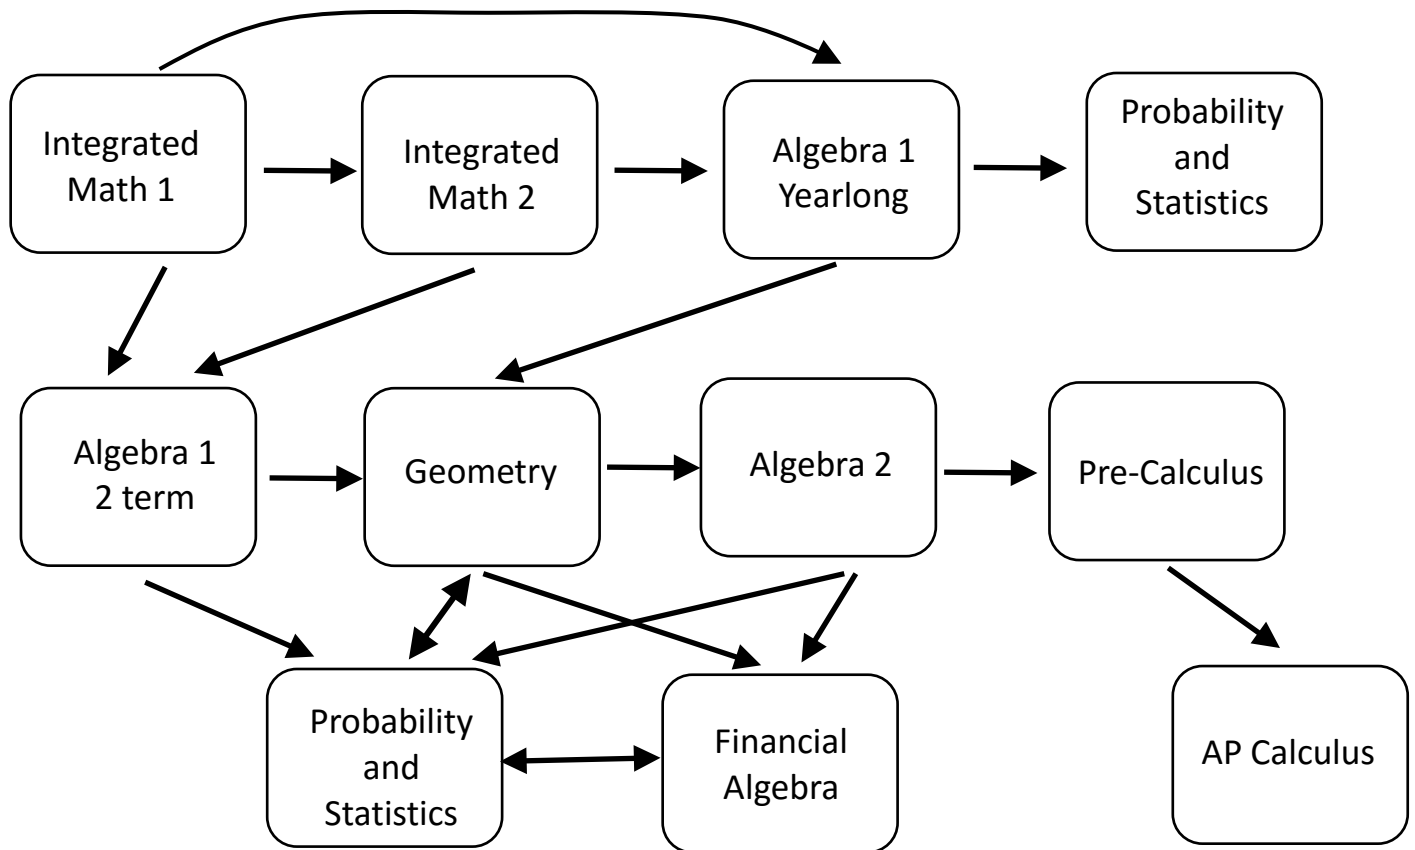 Integrated
Math 1
Integrated
Math 2
Algebra 1
Yearlong
Probability
and
Statistics
Algebra 1
2 term
Geometry
Algebra 2
Pre-Calculus
Probability
and
Statistics
Financial
Algebra
AP Calculus